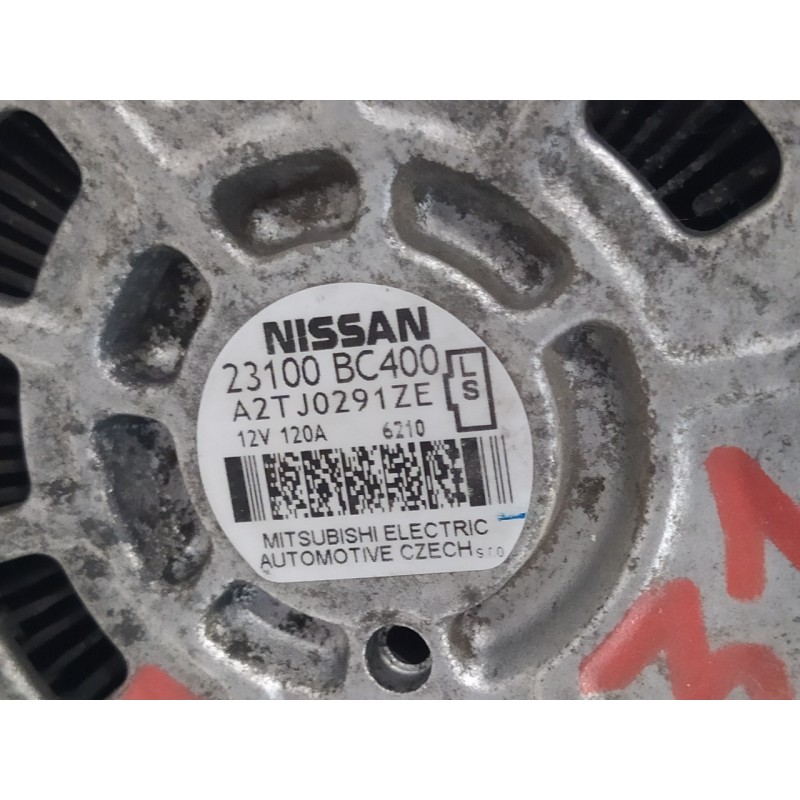 NISSAN
23100 BC400
A2TJ0291ZE
L
S
12V 120A 6210
MITSUBISHI ELECTRIC
AUTOMOTIVE CZECH s.r.o